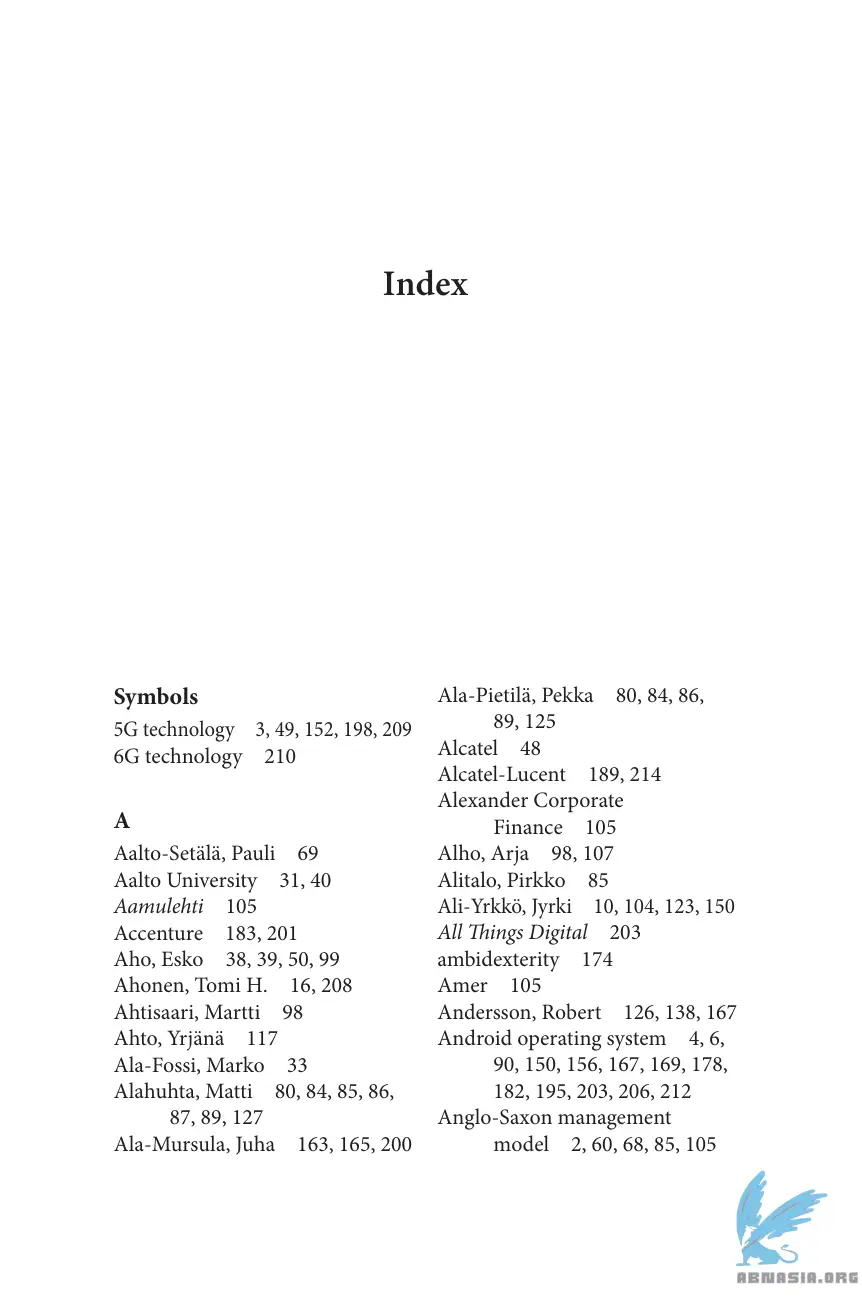 Index
Symbols
5G technology 3, 49, 152, 198, 209
6G technology 210
A
Aalto-Setälä, Pauli 69
Aalto University 31, 40
Aamulehti 105
Accenture 183, 201
Aho, Esko 38, 39, 50, 99
Ahonen, Tomi H. 16, 208
Ahtisaari, Martti 98
Ahto, Yrjänä 117
Ala-Fossi, Marko 33
Alahuhta, Matti 80, 84, 85, 86,
87, 89, 127
Ala-Mursula, Juha 163, 165, 200
Ala-Pietilä, Pekka 80, 84, 86,
89, 125
Alcatel 48
Alcatel-Lucent 189, 214
Alexander Corporate
Finance 105
Alho, Arja 98, 107
Alitalo, Pirkko 85
Ali-Yrkkö, Jyrki 10, 104, 123, 150
All Things Digital 203
ambidexterity 174
Amer 105
Andersson, Robert 126, 138, 167
Android operating system 4, 6,
90, 150, 156, 167, 169, 178,
182, 195, 203, 206, 212
Anglo-Saxon management
model 2, 60, 68, 85, 105
ABNASIA.ORG